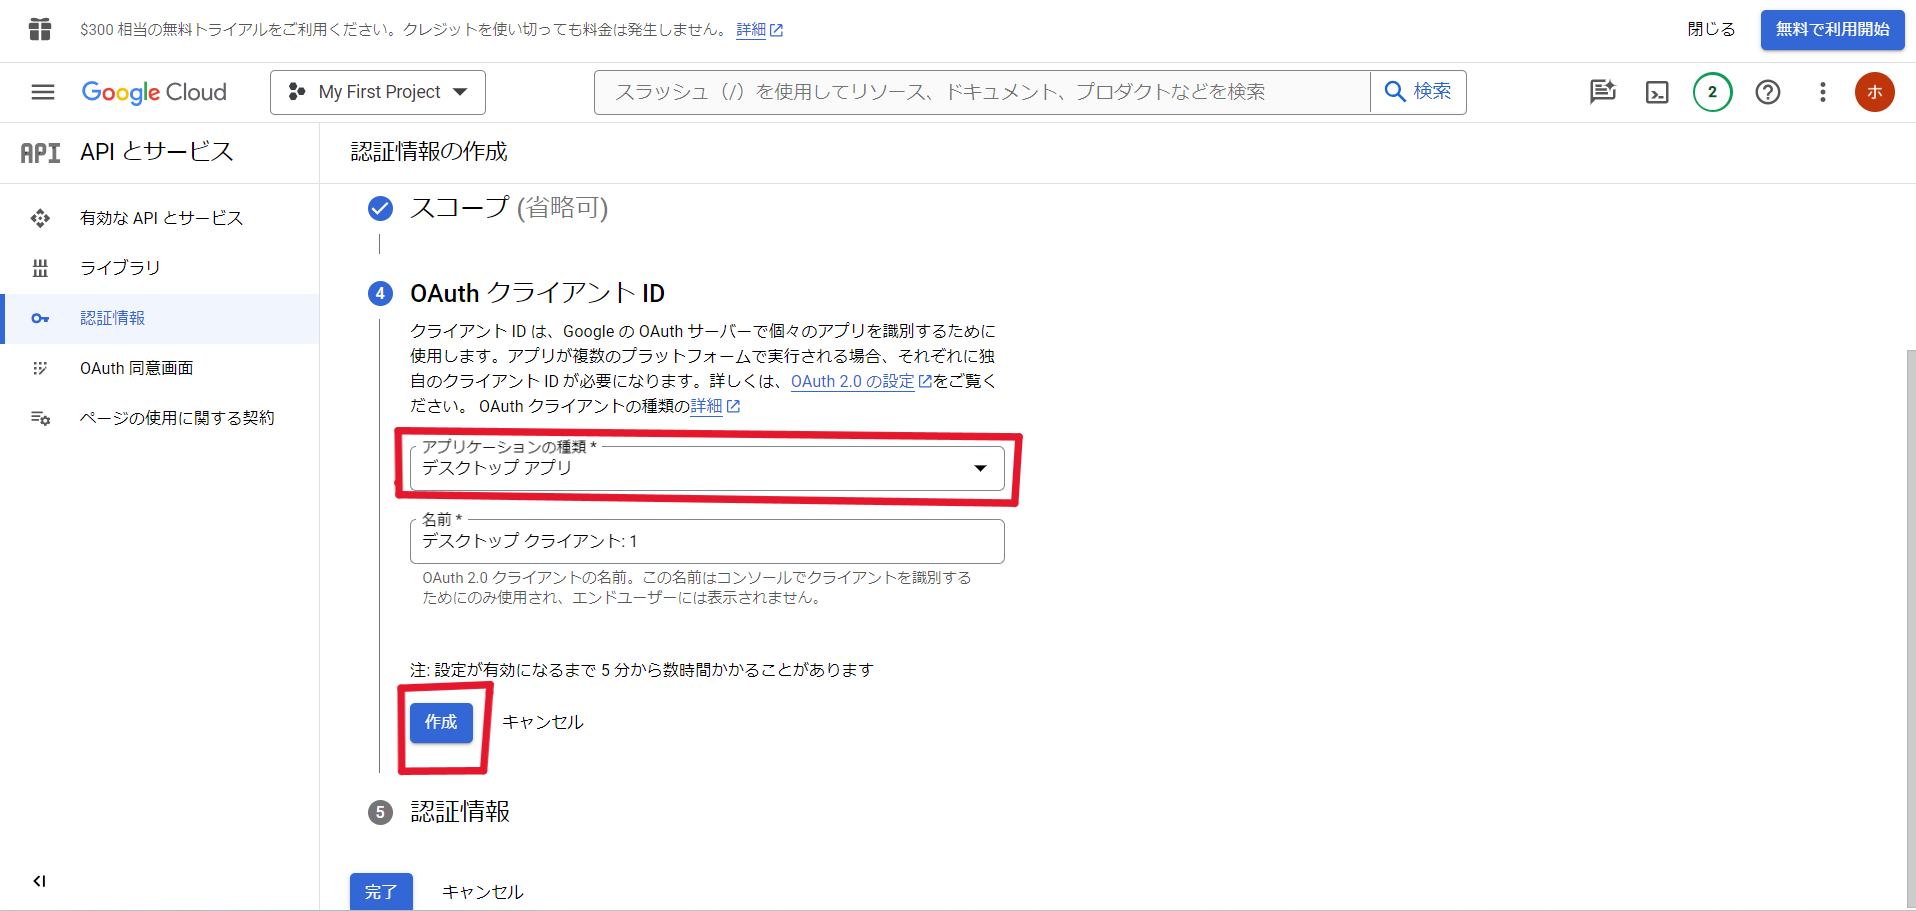 $300 相当の無料トライアルをご利用ください。クレジットを使い切っても料金は発生しません。 詳細
閉じる
無料で利用開始
Google Cloud
My First Project
スラッシュ（/）を使用してリソース、ドキュメント、プロダクトなどを検索
検索
2
ホ
API
API とサービス
認証情報の作成
有効な API とサービス
ライブラリ
認証情報
OAuth 同意画面
ページの使用に関する契約
スコープ (省略可)
4
OAuth クライアント ID
クライアント ID は、Google の OAuth サーバーで個々のアプリを識別するために
使用します。アプリが複数のプラットフォームで実行される場合、それぞれに独
自のクライアント ID が必要になります。詳しくは、OAuth 2.0 の設定をご覧く
ださい。 OAuth クライアントの種類の詳細
アプリケーションの種類 *
デスクトップ アプリ
名前 *
デスクトップ クライアント: 1
OAuth 2.0 クライアントの名前。この名前はコンソールでクライアントを識別する
ためにのみ使用され、エンドユーザーには表示されません。
注: 設定が有効になるまで 5 分から数時間かかることがあります
作成
キャンセル
5
認証情報
完了
キャンセル